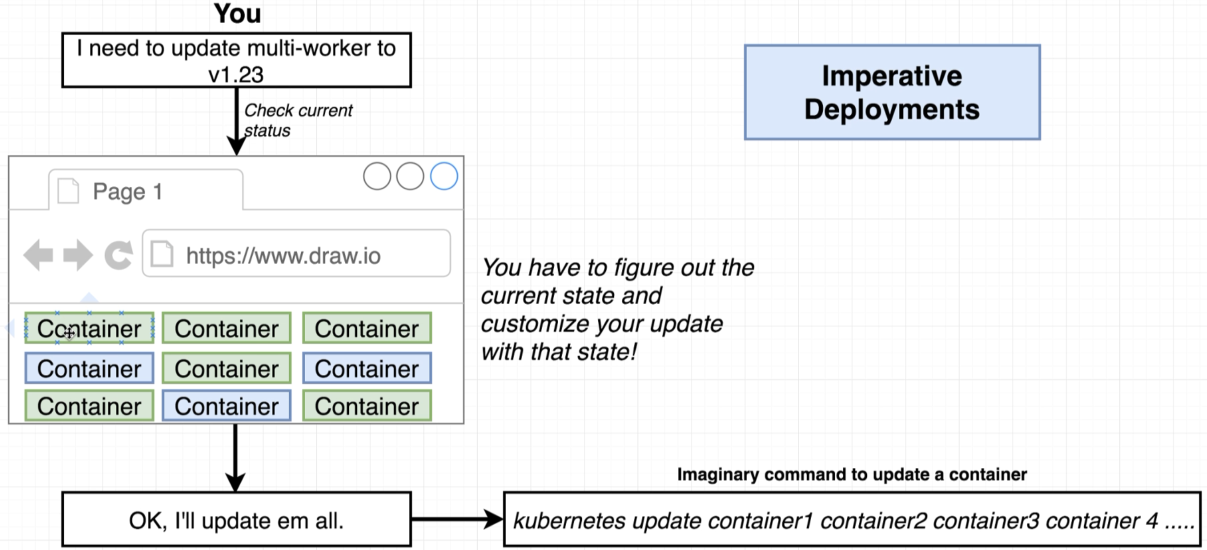 You
I need to update multi-worker to
v1.23
Check current
status
Imperative
Deployments
Page 1
https://www.draw.io
Container Container Container
Container Container Container
Container Container Container
You have to figure out the
current state and
customize your update
with that state!
OK, I'll update em all.
Imaginary command to update a container
kubernetes update container1 container2 container3 container 4 .....